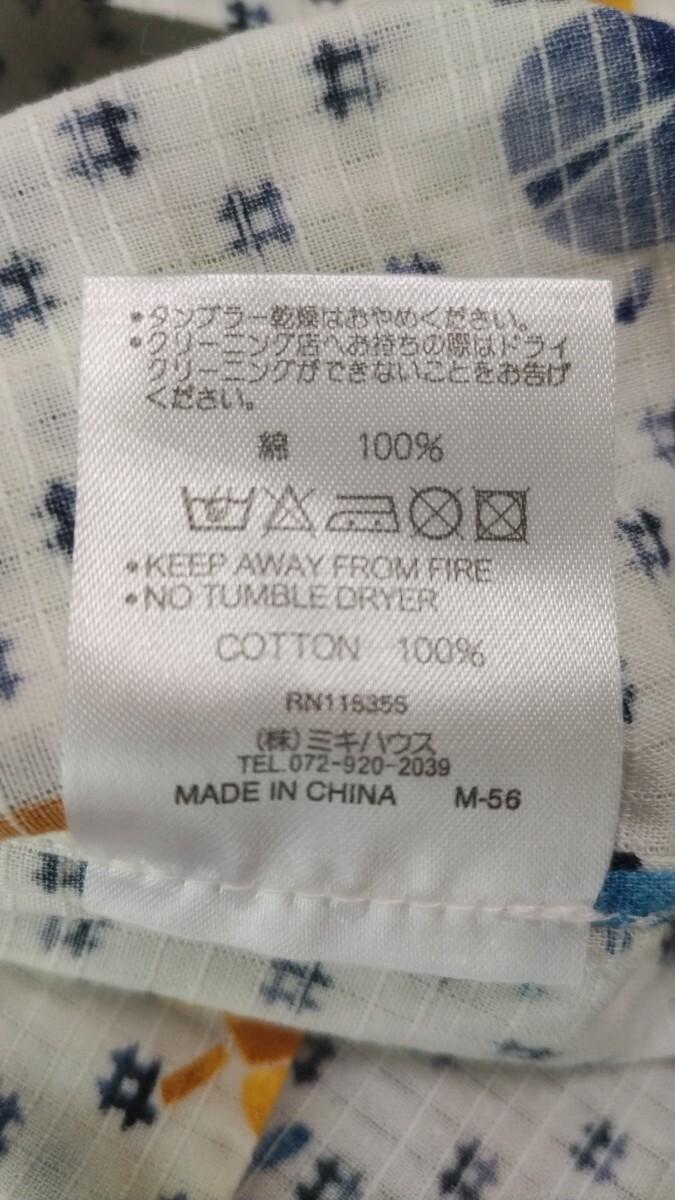 •タンブラー乾燥はおやめください。
•クリーニング店へお持ちの際はドライ
クリーニングができないことをお告げ
ください。
綿 100%
•KEEP AWAY FROM FIRE
•NO TUMBLE DRYER
COTTON 100%
RN115355
(株)ミキハウス
TEL.072-920-2039
MADE IN CHINA M-56